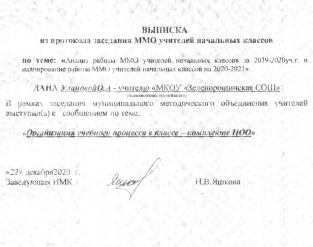 ВЫПИСКА
из протокола заседания ММО учителей начальных классов
по теме: «Анализ работы ММО учителей начальных классов за 2019-2020уч.г. и
планирование работы ММО учителей начальных классов на 2020-2021»
ДАНА Улановой О.А - учителю «МКОУ «Зеленорощинская СОШ»
В рамках заседания муниципального методического объединения учителей
выступил(а) с сообщением по теме:
«Организация учебного процесса в классе – комплекте НОО»
«22» декабря2020 г.
Заведующая ИМК Н.В.Яшкова